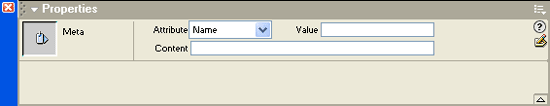 Properties
Meta
Attribute Name Value
Content